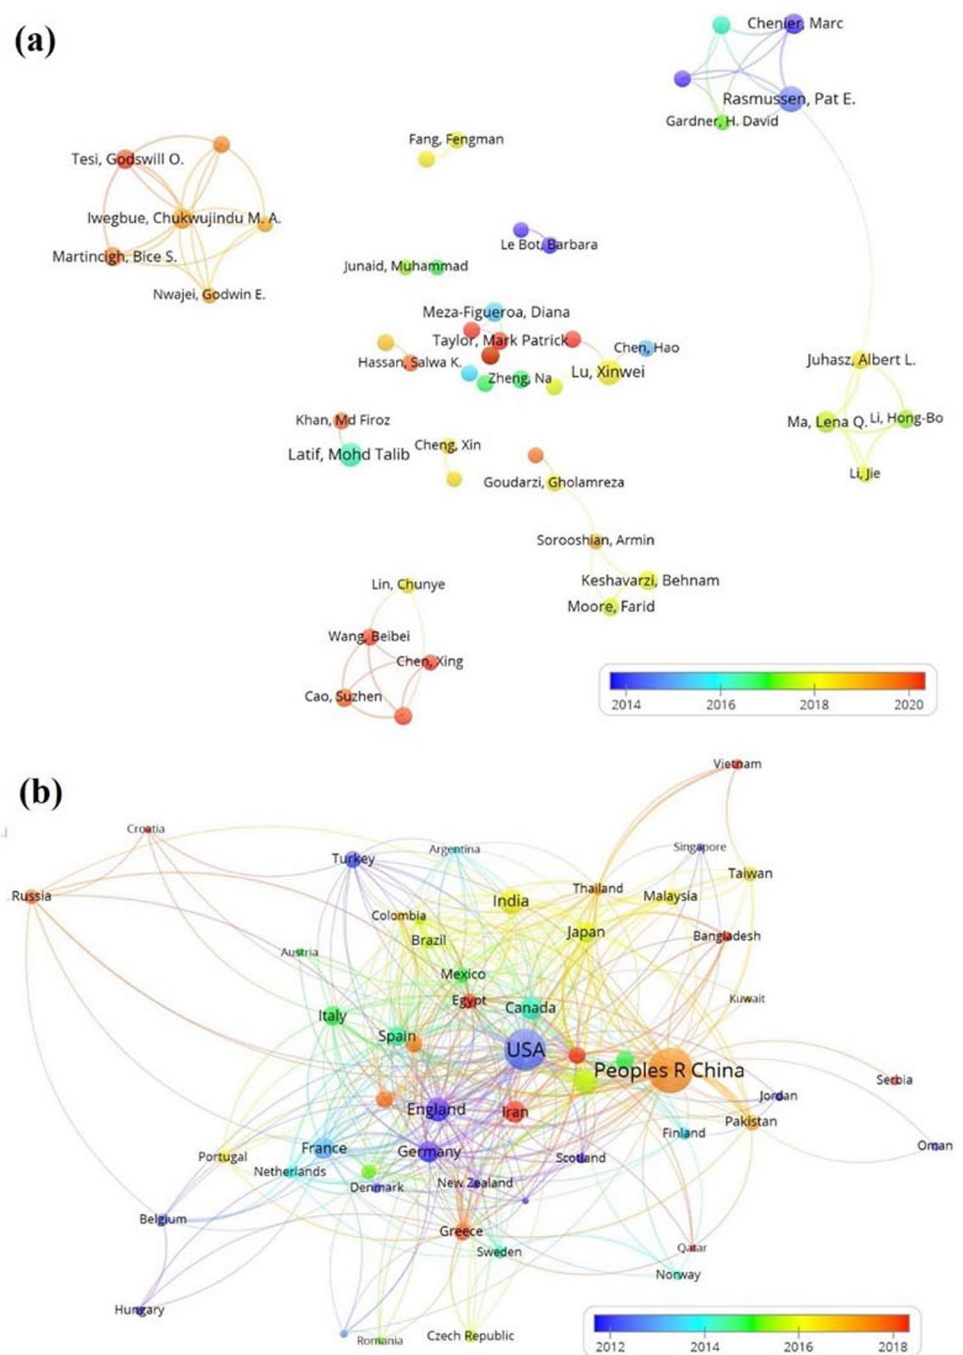 (a)
Chenier, Marc
Rasmussen, Pat E.
Gardner, H. David
Fang, Fengman
Tesi, Godswill O.
Iwegbue, Chukwujindu M. A.
Martincigh, Bice S.
Nwajei, Godwin E.
Le Bot, Barbara
Junaid, Muhammad
Meza-Figueroa, Diana
Taylor, Mark Patrick
Chen, Hao
Hassan, Salwa K.
Zheng, Na
Lu, Xinwei
Juhasz, Albert L.
Ma, Lena Q.
Li, Hong-Bo
Li, Jie
Khan, Md Firoz
Latif, Mohd Talib
Cheng, Xin
Goudarzi, Gholamreza
Sorooshian, Armin
Keshavarzi, Behnam
Moore, Farid
Lin, Chunye
Wang, Beibei
Chen, Xing
Cao, Suzhen
2014 2016 2018 2020
(b)
Vietnam
Croatia
Turkey
Argentina
Singapore
Taiwan
Russia
India
Thailand
Malaysia
Colombia
Brazil
Japan
Bangladesh
Austria
Mexico
Egypt
Canada
Kuwait
Italy
Spain
USA
Peoples R China
Serbia
Jordan
England
Iran
Pakistan
Finland
Oman
France
Germany
Scotland
Portugal
Netherlands
Denmark
New Zealand
Belgium
Greece
Sweden
Qatar
Norway
Hungary
Romania
Czech Republic
2012 2014 2016 2018